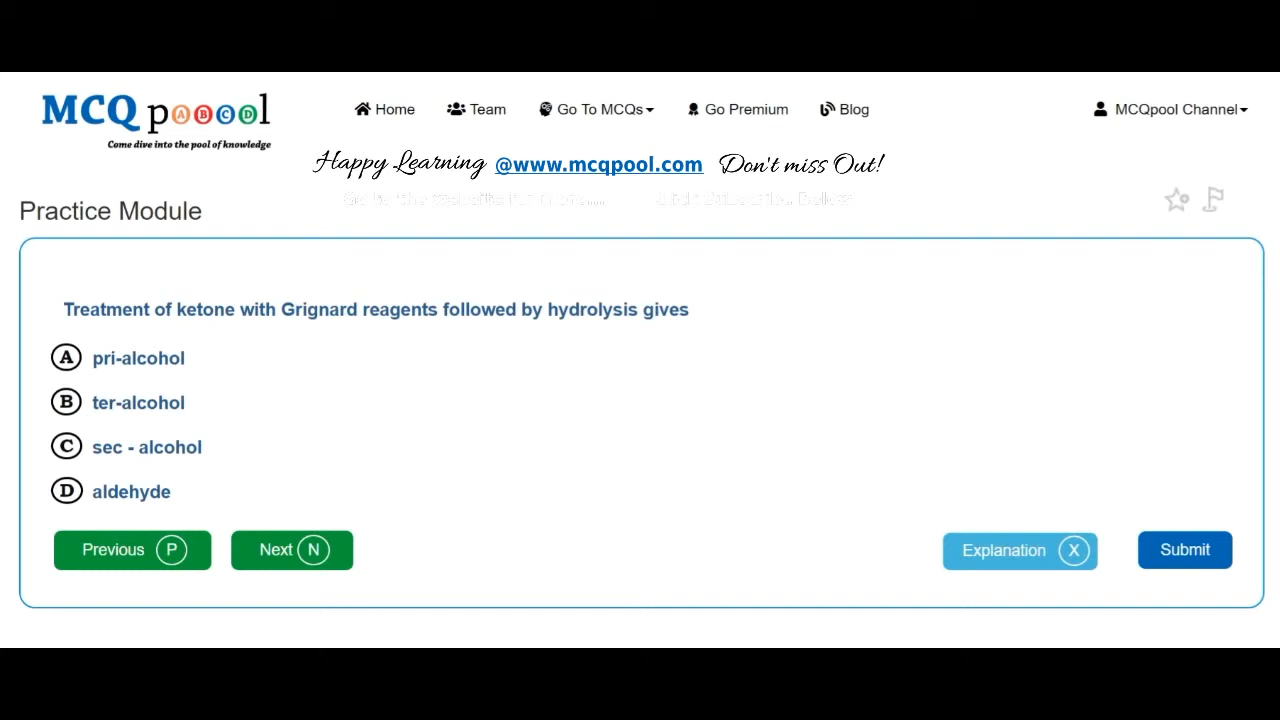 MCQ pABCDl
Come dive into the pool of knowledge
Home Team Go To MCQs Go Premium Blog MCQpool Channel
Happy Learning @www.mcqpool.com Don't miss Out!
Practice Module
Treatment of ketone with Grignard reagents followed by hydrolysis gives
A pri-alcohol
B ter-alcohol
C sec - alcohol
D aldehyde
Previous P Next N Explanation X Submit